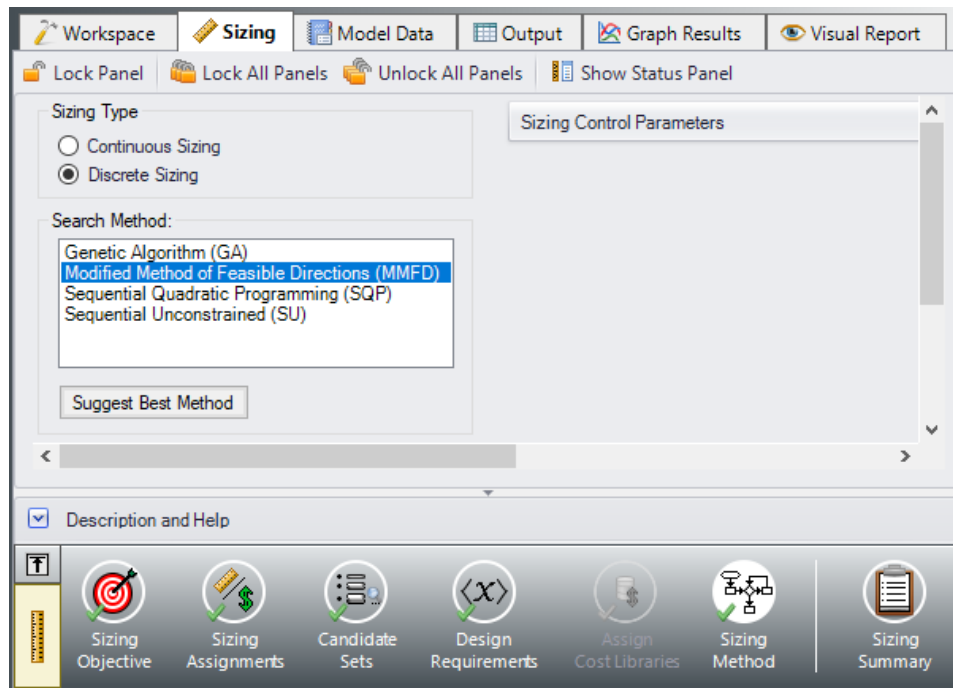 Workspace Sizing Model Data Output Graph Results Visual Report
Lock Panel Lock All Panels Unlock All Panels Show Status Panel
Sizing Type
Continuous Sizing
Discrete Sizing
Sizing Control Parameters
Search Method:
Genetic Algorithm (GA)
Modified Method of Feasible Directions (MMFD)
Sequential Quadratic Programming (SQP)
Sequential Unconstrained (SU)
Suggest Best Method
Description and Help
Sizing Objective
Sizing Assignments
Candidate Sets
Design Requirements
Assign Cost Libraries
Sizing Method
Sizing Summary